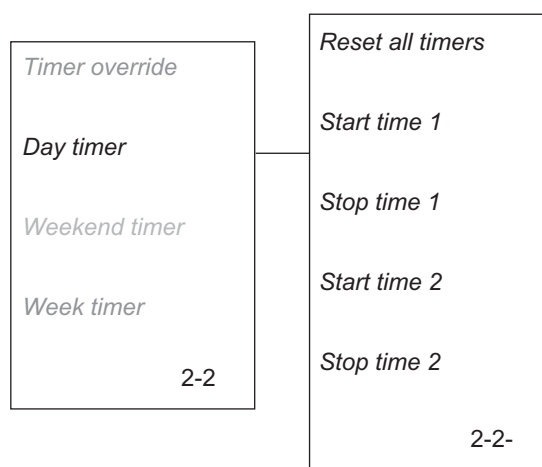 Timer override
Day timer
Weekend timer
Week timer
2-2
Reset all timers
Start time 1
Stop time 1
Start time 2
Stop time 2
2-2-